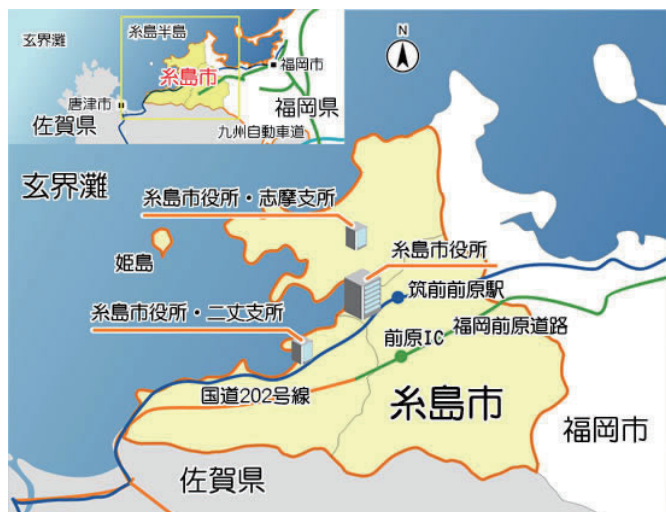 玄界灘
糸島半島
糸島市
福岡市
唐津市
福岡県
佐賀県
九州自動車道
N
玄界灘
糸島市役所・志摩支所
姫島
糸島市役所
筑前前原駅
糸島市役所・二丈支所
福岡前原道路
前原IC
国道202号線
糸島市
福岡市
佐賀県